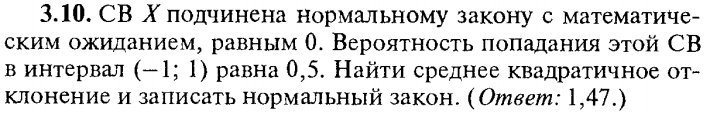 3.10. СВ X подчинена нормальному закону с математиче-
ским ожиданием, равным 0. Вероятность попадания этой СВ
в интервал (−1; 1) равна 0,5. Найти среднее квадратичное от-
клонение и записать нормальный закон. (Ответ: 1,47.)